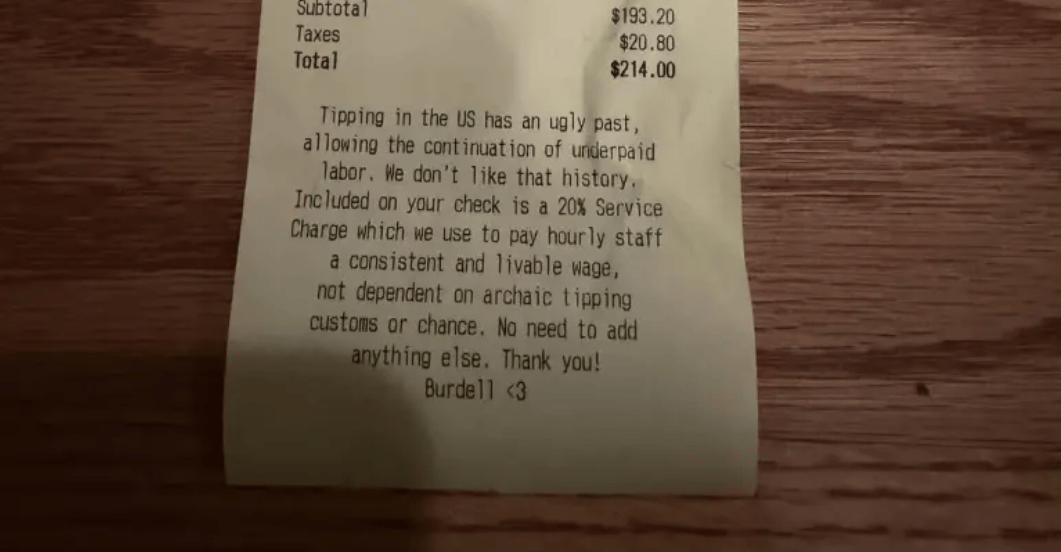 Subtotal $193.20
Taxes $20.80
Total $214.00
Tipping in the US has an ugly past,
allowing the continuation of underpaid
labor. We don't like that history.
Included on your check is a 20% Service
Charge which we use to pay hourly staff
a consistent and livable wage,
not dependent on archaic tipping
customs or chance. No need to add
anything else. Thank you!
Burdell <3